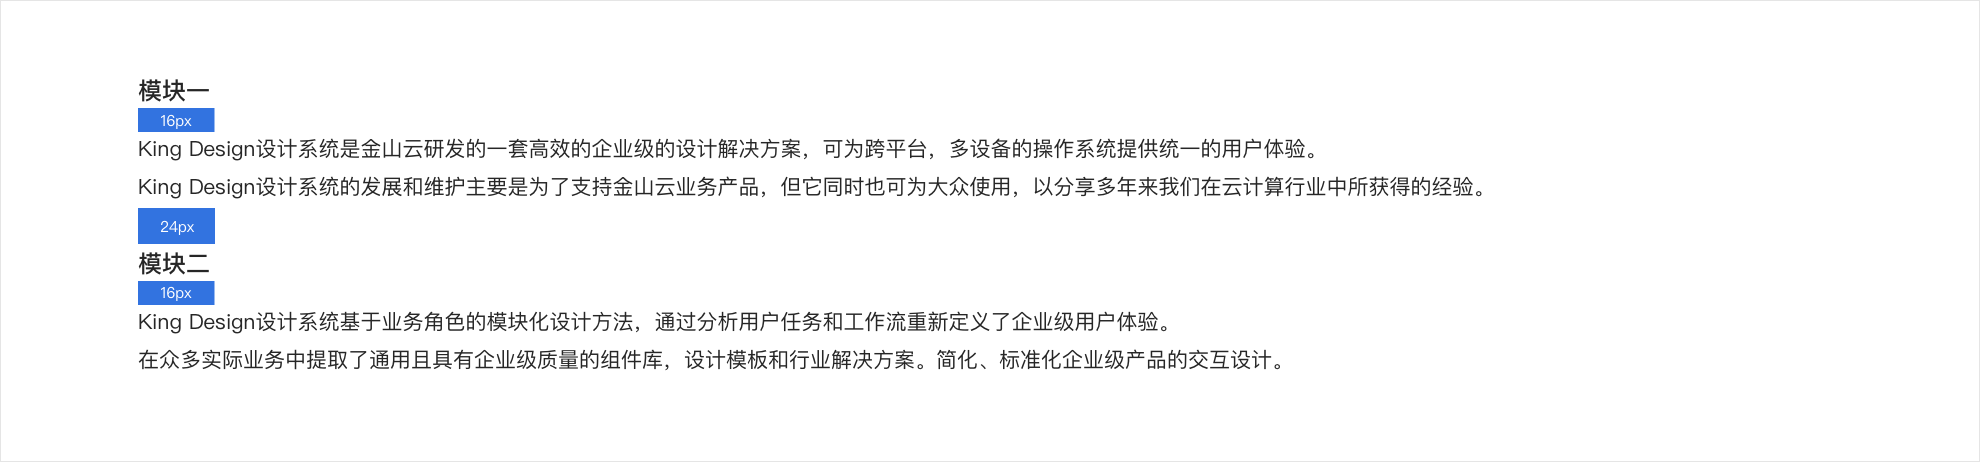 模块一
16px
King Design设计系统是金山云研发的一套高效的企业级的设计解决方案，可为跨平台，多设备的操作系统提供统一的用户体验。
King Design设计系统的发展和维护主要是为了支持金山云业务产品，但它同时也可为大众使用，以分享多年来我们在云计算行业中所获得的经验。
24px
模块二
16px
King Design设计系统基于业务角色的模块化设计方法，通过分析用户任务和工作流重新定义了企业级用户体验。
在众多实际业务中提取了通用且具有企业级质量的组件库，设计模板和行业解决方案。简化、标准化企业级产品的交互设计。